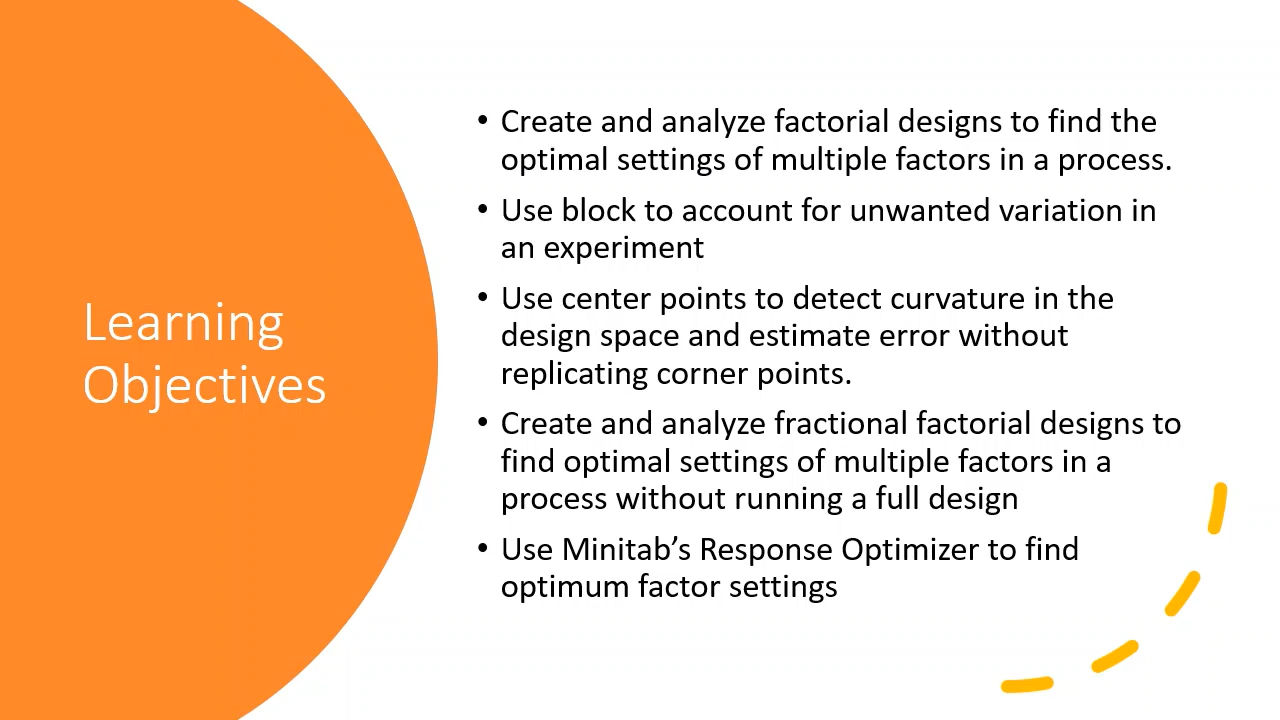 Learning
Objectives
• Create and analyze factorial designs to find the
optimal settings of multiple factors in a process.
• Use block to account for unwanted variation in
an experiment
• Use center points to detect curvature in the
design space and estimate error without
replicating corner points.
• Create and analyze fractional factorial designs to
find optimal settings of multiple factors in a
process without running a full design
• Use Minitab’s Response Optimizer to find
optimum factor settings